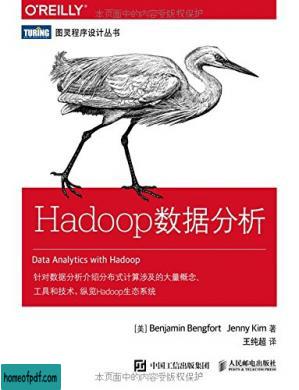 O'REILLY®
TURING 图灵程序设计丛书
本页面中的内容受版权保护
Hadoop数据分析
Data Analytics with Hadoop
针对数据分析介绍分布式计算涉及的大量概念、
工具和技术,纵览Hadoop生态系统
[美] Benjamin Bengfort Jenny Kim 著
王纯超 译
中国工信出版集团 人民邮电出版社
本页面中的内容受版权保护
homeofpdf.com